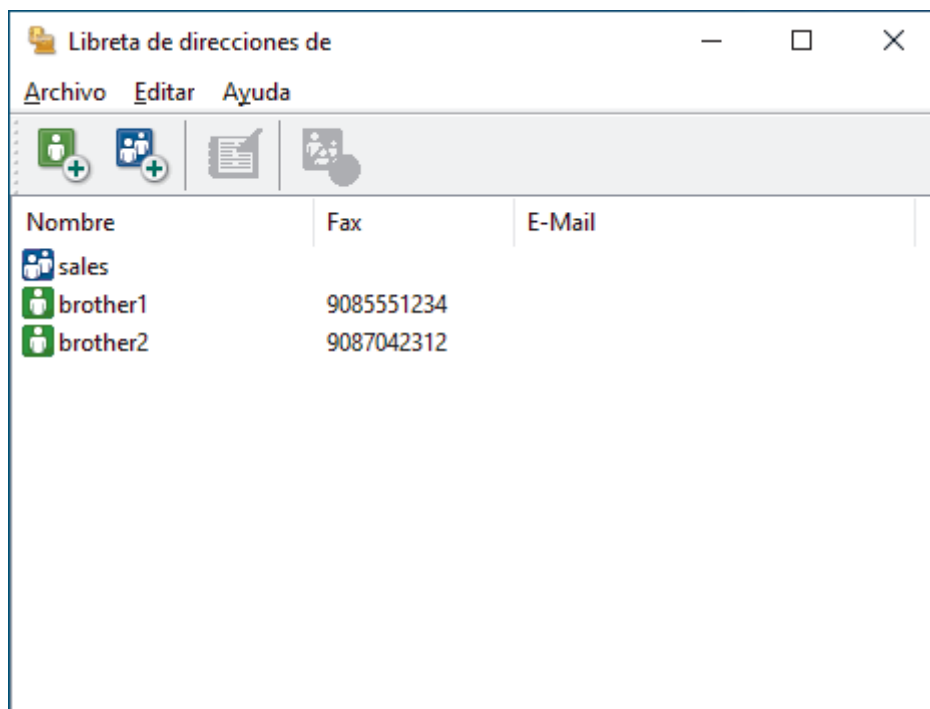 Libreta de direcciones de
Archivo Editar Ayuda
Nombre Fax E-Mail
sales
brother1 9085551234
brother2 9087042312